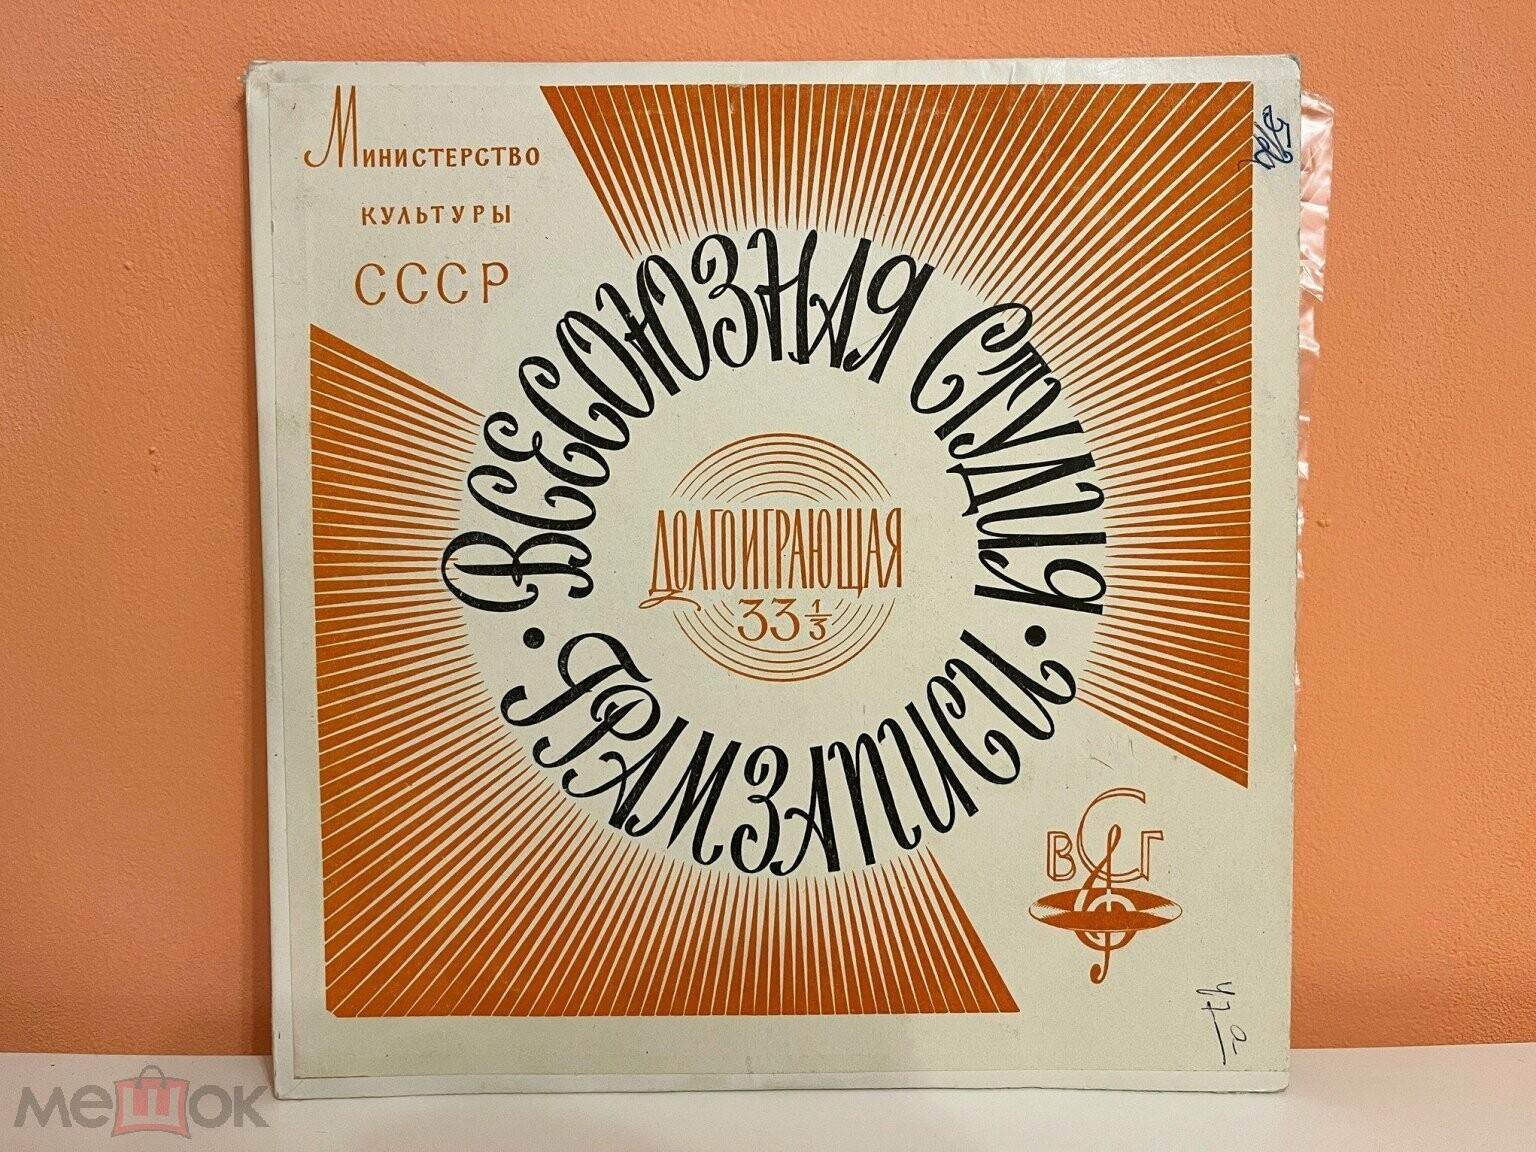 Министерство
культуры
СССР
ВСЕСОЮЗНАЯ СТУДИЯ
ГРАМЗАПИСИ
ДОЛГОИГРАЮЩАЯ
33 1/3
ВСГ
мешок